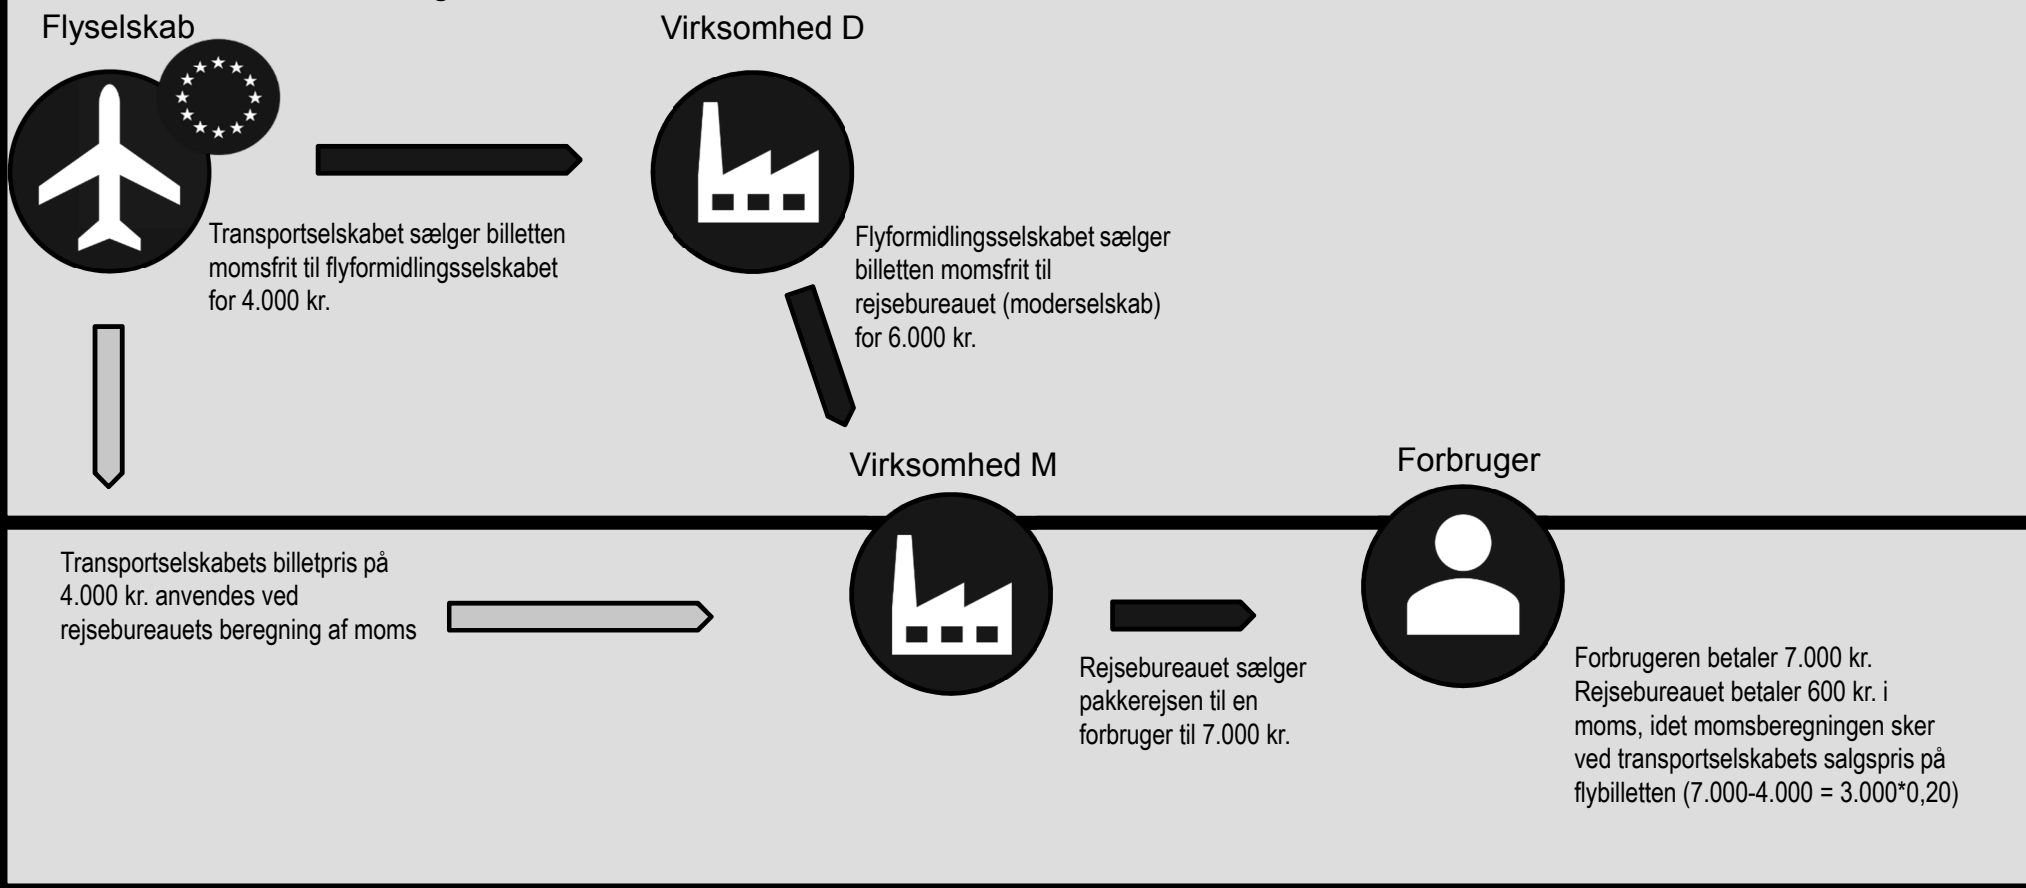 Flyselskab
Virksomhed D
Transportselskabet sælger billetten
momsfrit til flyformidlingsselskabet
for 4.000 kr.
Flyformidlingsselskabet sælger
billetten momsfrit til
rejsebureauet (moderselskab)
for 6.000 kr.
Virksomhed M
Forbruger
Transportselskabets billetpris på
4.000 kr. anvendes ved
rejsebureauets beregning af moms
Rejsebureauet sælger
pakkerejsen til en
forbruger til 7.000 kr.
Forbrugeren betaler 7.000 kr.
Rejsebureauet betaler 600 kr. i
moms, idet momsberegningen sker
ved transportselskabets salgspris på
flybilletten (7.000-4.000 = 3.000*0,20)